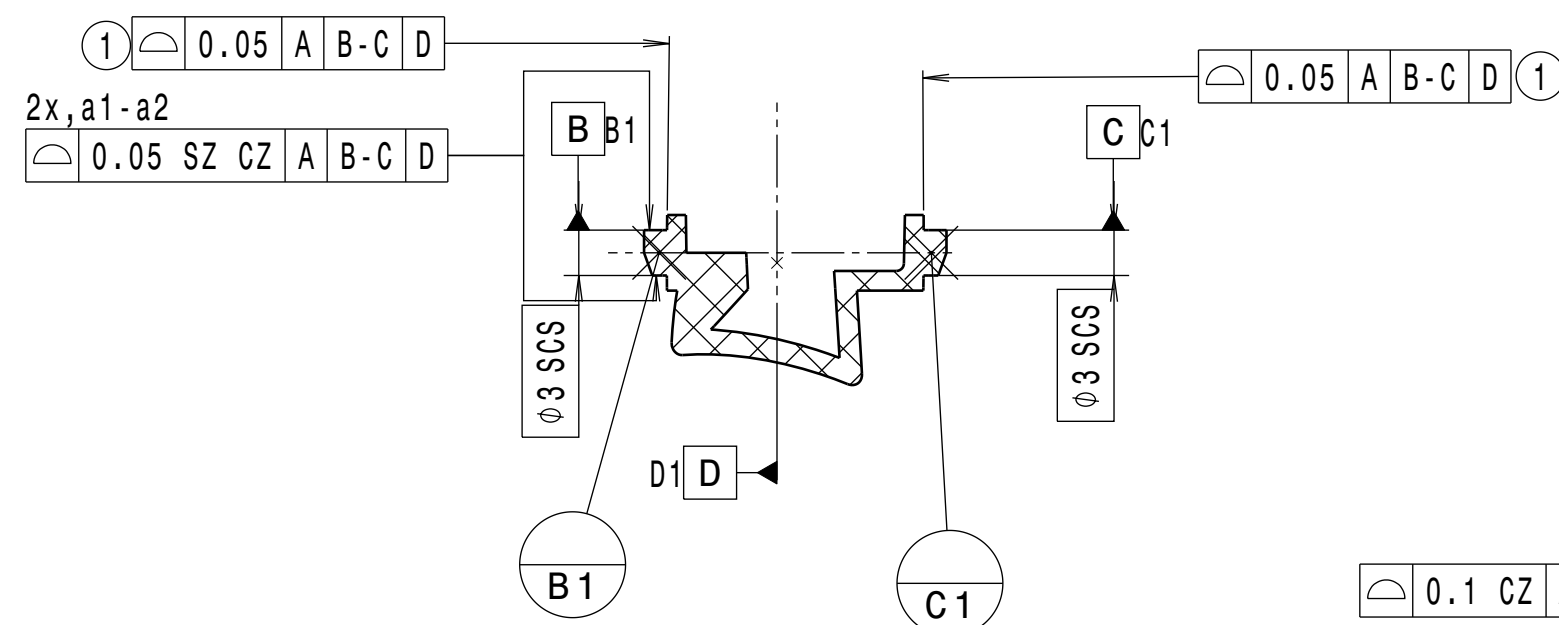 1 ⌓ 0.05 A B-C D
⌓ 0.05 A B-C D 1
2x,a1-a2
⌓ 0.05 SZ CZ A B-C D
B B1
C C1
⌀3 SCS
⌀3 SCS
D1 D
B1
C1
⌓ 0.1 CZ